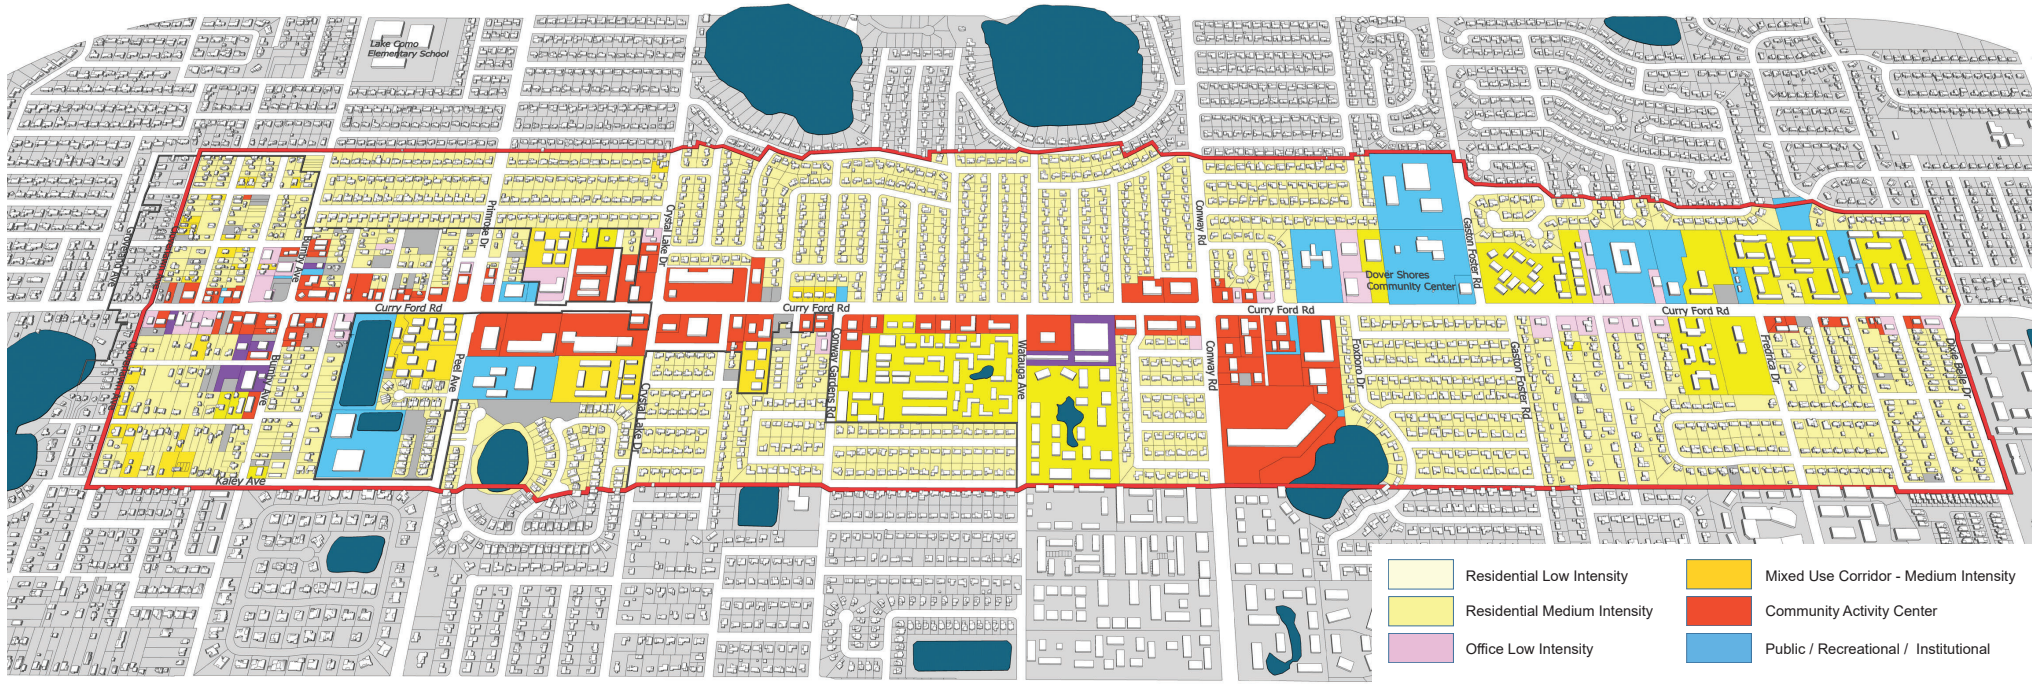 Lake Como
Elementary School
Primrose Dr
Crystal Lake Dr
Conway Rd
Gaston Foster Rd
Bumby Ave
Dover Shores
Community Center
Curry Ford Rd
Curry Ford Rd
Curry Ford Rd
Curry Ford Rd
Bumby Ave
Peel Ave
Crystal Lake Dr
Conway Gardens Rd
Watauga Ave
Conway Rd
Foxboro Dr
Gaston Foster Rd
Fredrica Dr
Dixie Belle Dr
Kaley Ave
Residential Low Intensity
Residential Medium Intensity
Office Low Intensity
Mixed Use Corridor - Medium Intensity
Community Activity Center
Public / Recreational / Institutional